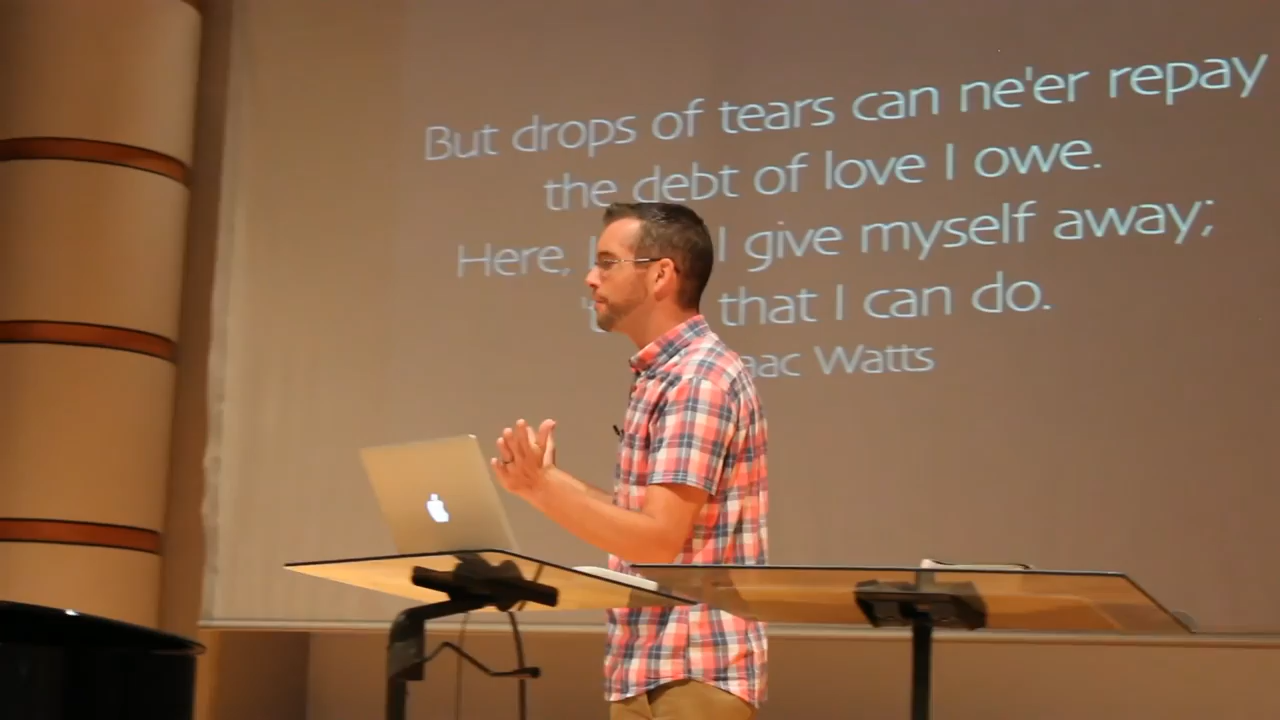 But drops of tears can ne'er repay
the debt of love I owe.
Here, I give myself away;
that I can do.
Watts